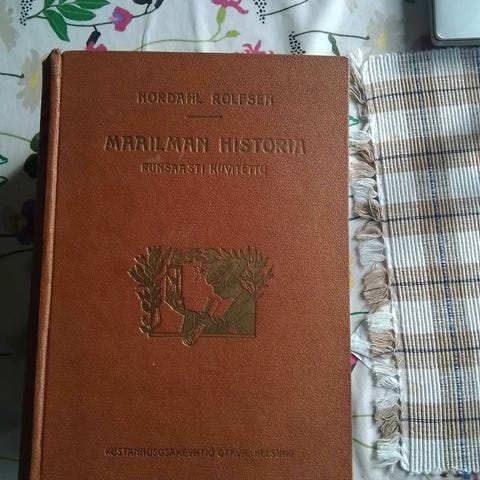 NORDAHL ROLFSEN
MAAILMAN HISTORIA
RUNSAASTI KUVITETTU
KUSTANNUSOSAKEYHTIÖ OTAVA, HELSINKI